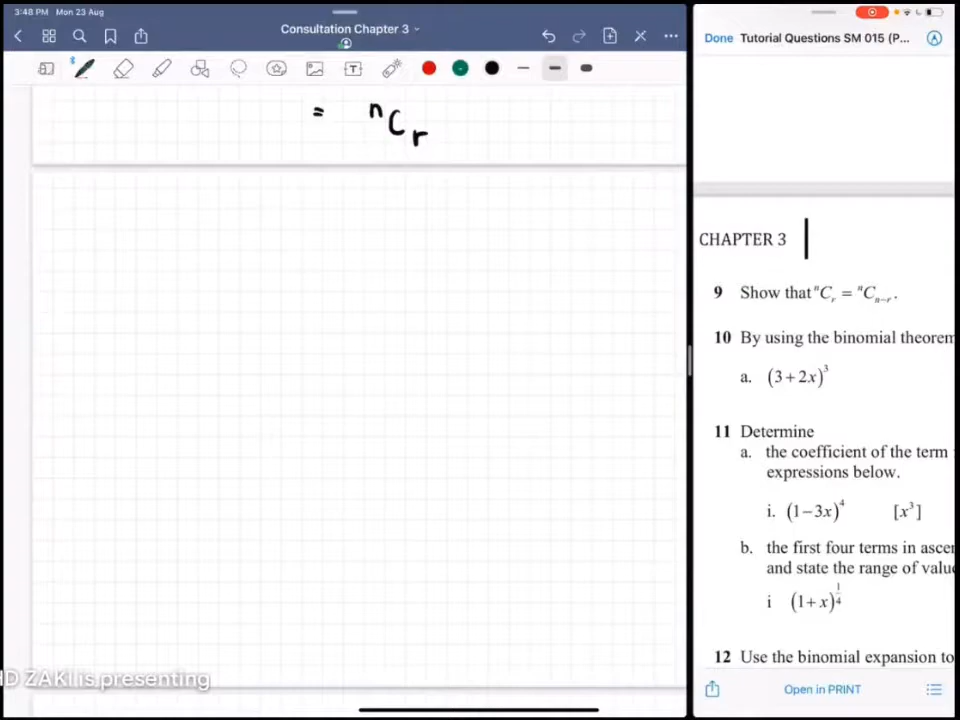 3:48 PM Mon 23 Aug
Consultation Chapter 3
= ⁿCᵣ
HD ZAKI is presenting
Done Tutorial Questions SM 015 (P...
CHAPTER 3
9 Show that ⁿCᵣ = ⁿCₙ₋ᵣ.
10 By using the binomial theorem
a. (3+2x)³
11 Determine
a. the coefficient of the term
expressions below.
i. (1−3x)⁴ [x³]
b. the first four terms in
and state the range of
i (1+x)^(1/4)
12 Use the binomial expansion to
Open in PRINT